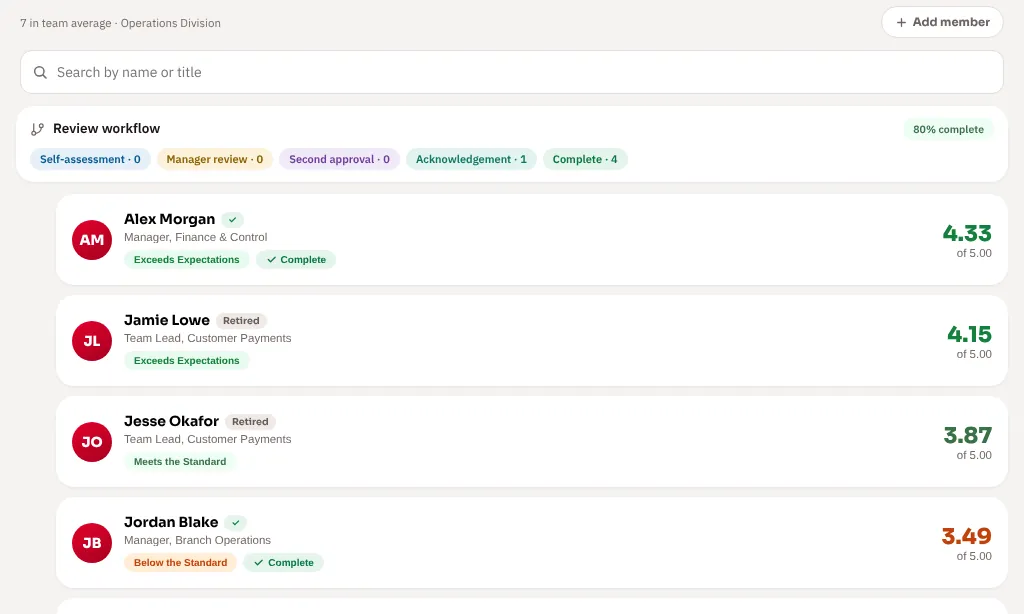 7 in team average · Operations Division
+ Add member
Search by name or title
Review workflow
80% complete
Self-assessment · 0
Manager review · 0
Second approval · 0
Acknowledgement · 1
Complete · 4
AM
Alex Morgan
Manager, Finance & Control
Exceeds Expectations
Complete
4.33
of 5.00
JL
Jamie Lowe
Retired
Team Lead, Customer Payments
Exceeds Expectations
4.15
of 5.00
JO
Jesse Okafor
Retired
Team Lead, Customer Payments
Meets the Standard
3.87
of 5.00
JB
Jordan Blake
Manager, Branch Operations
Below the Standard
Complete
3.49
of 5.00